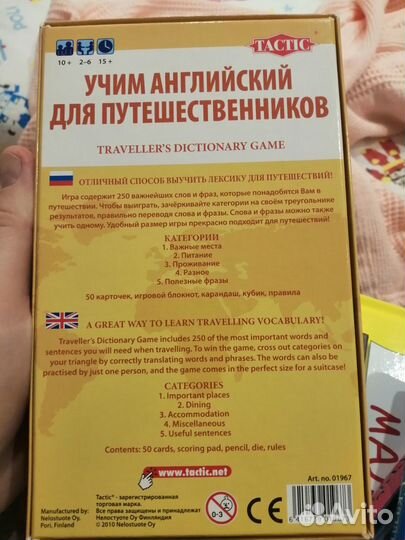 TACTIC
10+ 2-6 15+
УЧИМ АНГЛИЙСКИЙ
ДЛЯ ПУТЕШЕСТВЕННИКОВ
TRAVELLER'S DICTIONARY GAME
ОТЛИЧНЫЙ СПОСОБ ВЫУЧИТЬ ЛЕКСИКУ ДЛЯ ПУТЕШЕСТВИЙ!
Игра содержит 250 важнейших слов и фраз, которые понадобятся Вам в
путешествии. Чтобы выиграть, зачёркивайте категории на своём треугольнике
результатов, правильно переводя слова и фразы. Слова и фразы можно также
учить одному. Удобный размер игры прекрасно подходит для путешествий!
КАТЕГОРИИ
1. Важные места
2. Питание
3. Проживание
4. Разное
5. Полезные фразы
50 карточек, игровой блокнот, карандаш, кубик, правила
A GREAT WAY TO LEARN TRAVELLING VOCABULARY!
Traveller's Dictionary Game includes 250 of the most important words and
sentences you will need when travelling. To win the game, cross out categories on
your triangle by correctly translating words and phrases. The words can also be
practised by just one person, and the game comes in the perfect size for a suitcase!
CATEGORIES
1. Important places
2. Dining
3. Accommodation
4. Miscellaneous
5. Useful sentences
Contents: 50 cards, scoring pad, pencil, die, rules
www.tactic.net
Art. no. 01967
Manufactured by:
Nelostuote Oy.
Pori, Finland
Tactic® - зарегистрированная
торговая марка.
Все права защищены и принадлежат
Нелостуоте Оу Финляндия
© 2010 Nelostuote Oy
0-3
CE
Avito